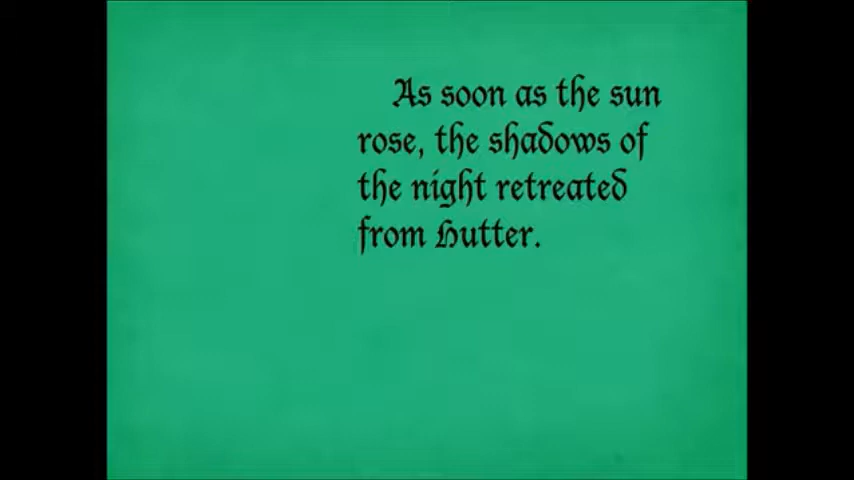 As soon as the sun
rose, the shadows of
the night retreated
from Hutter.